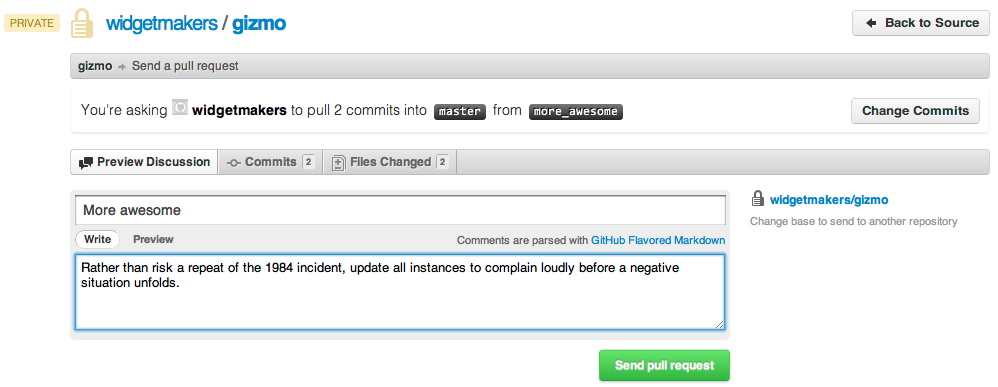 PRIVATE widgetmakers / gizmo
Back to Source
gizmo → Send a pull request
You're asking widgetmakers to pull 2 commits into master from more_awesome
Change Commits
Preview Discussion Commits 2 Files Changed 2
More awesome
Write Preview Comments are parsed with GitHub Flavored Markdown
Rather than risk a repeat of the 1984 incident, update all instances to complain loudly before a negative
situation unfolds.
Send pull request
widgetmakers/gizmo
Change base to send to another repository